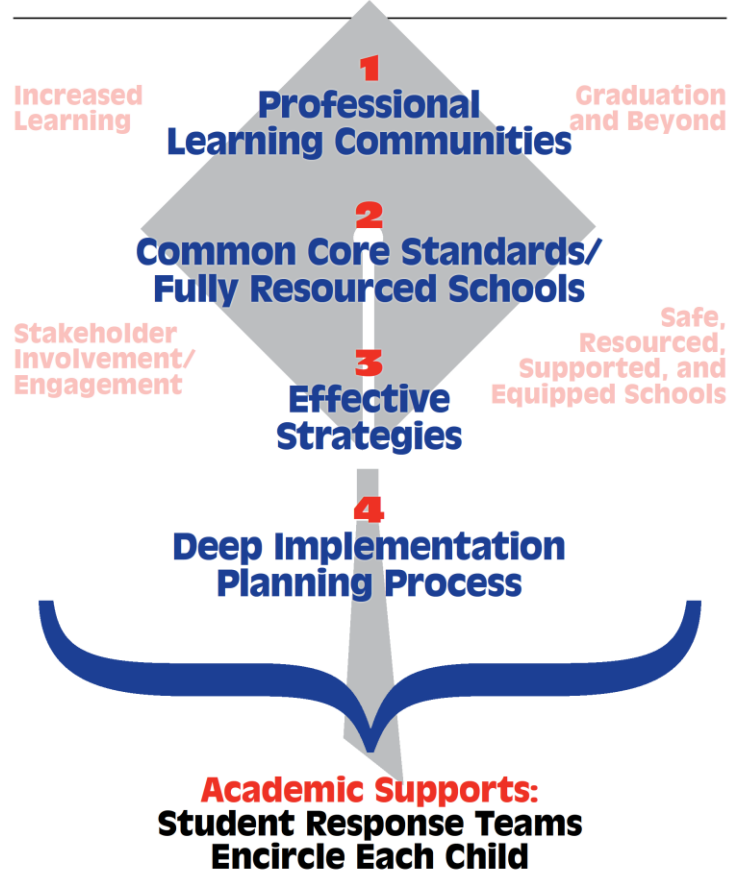 1
Professional
Learning Communities
Increased
Learning
Graduation
and Beyond
2
Common Core Standards/
Fully Resourced Schools
Stakeholder
Involvement/
Engagement
Safe,
Resourced,
Supported, and
Equipped Schools
3
Effective
Strategies
4
Deep Implementation
Planning Process
Academic Supports:
Student Response Teams
Encircle Each Child